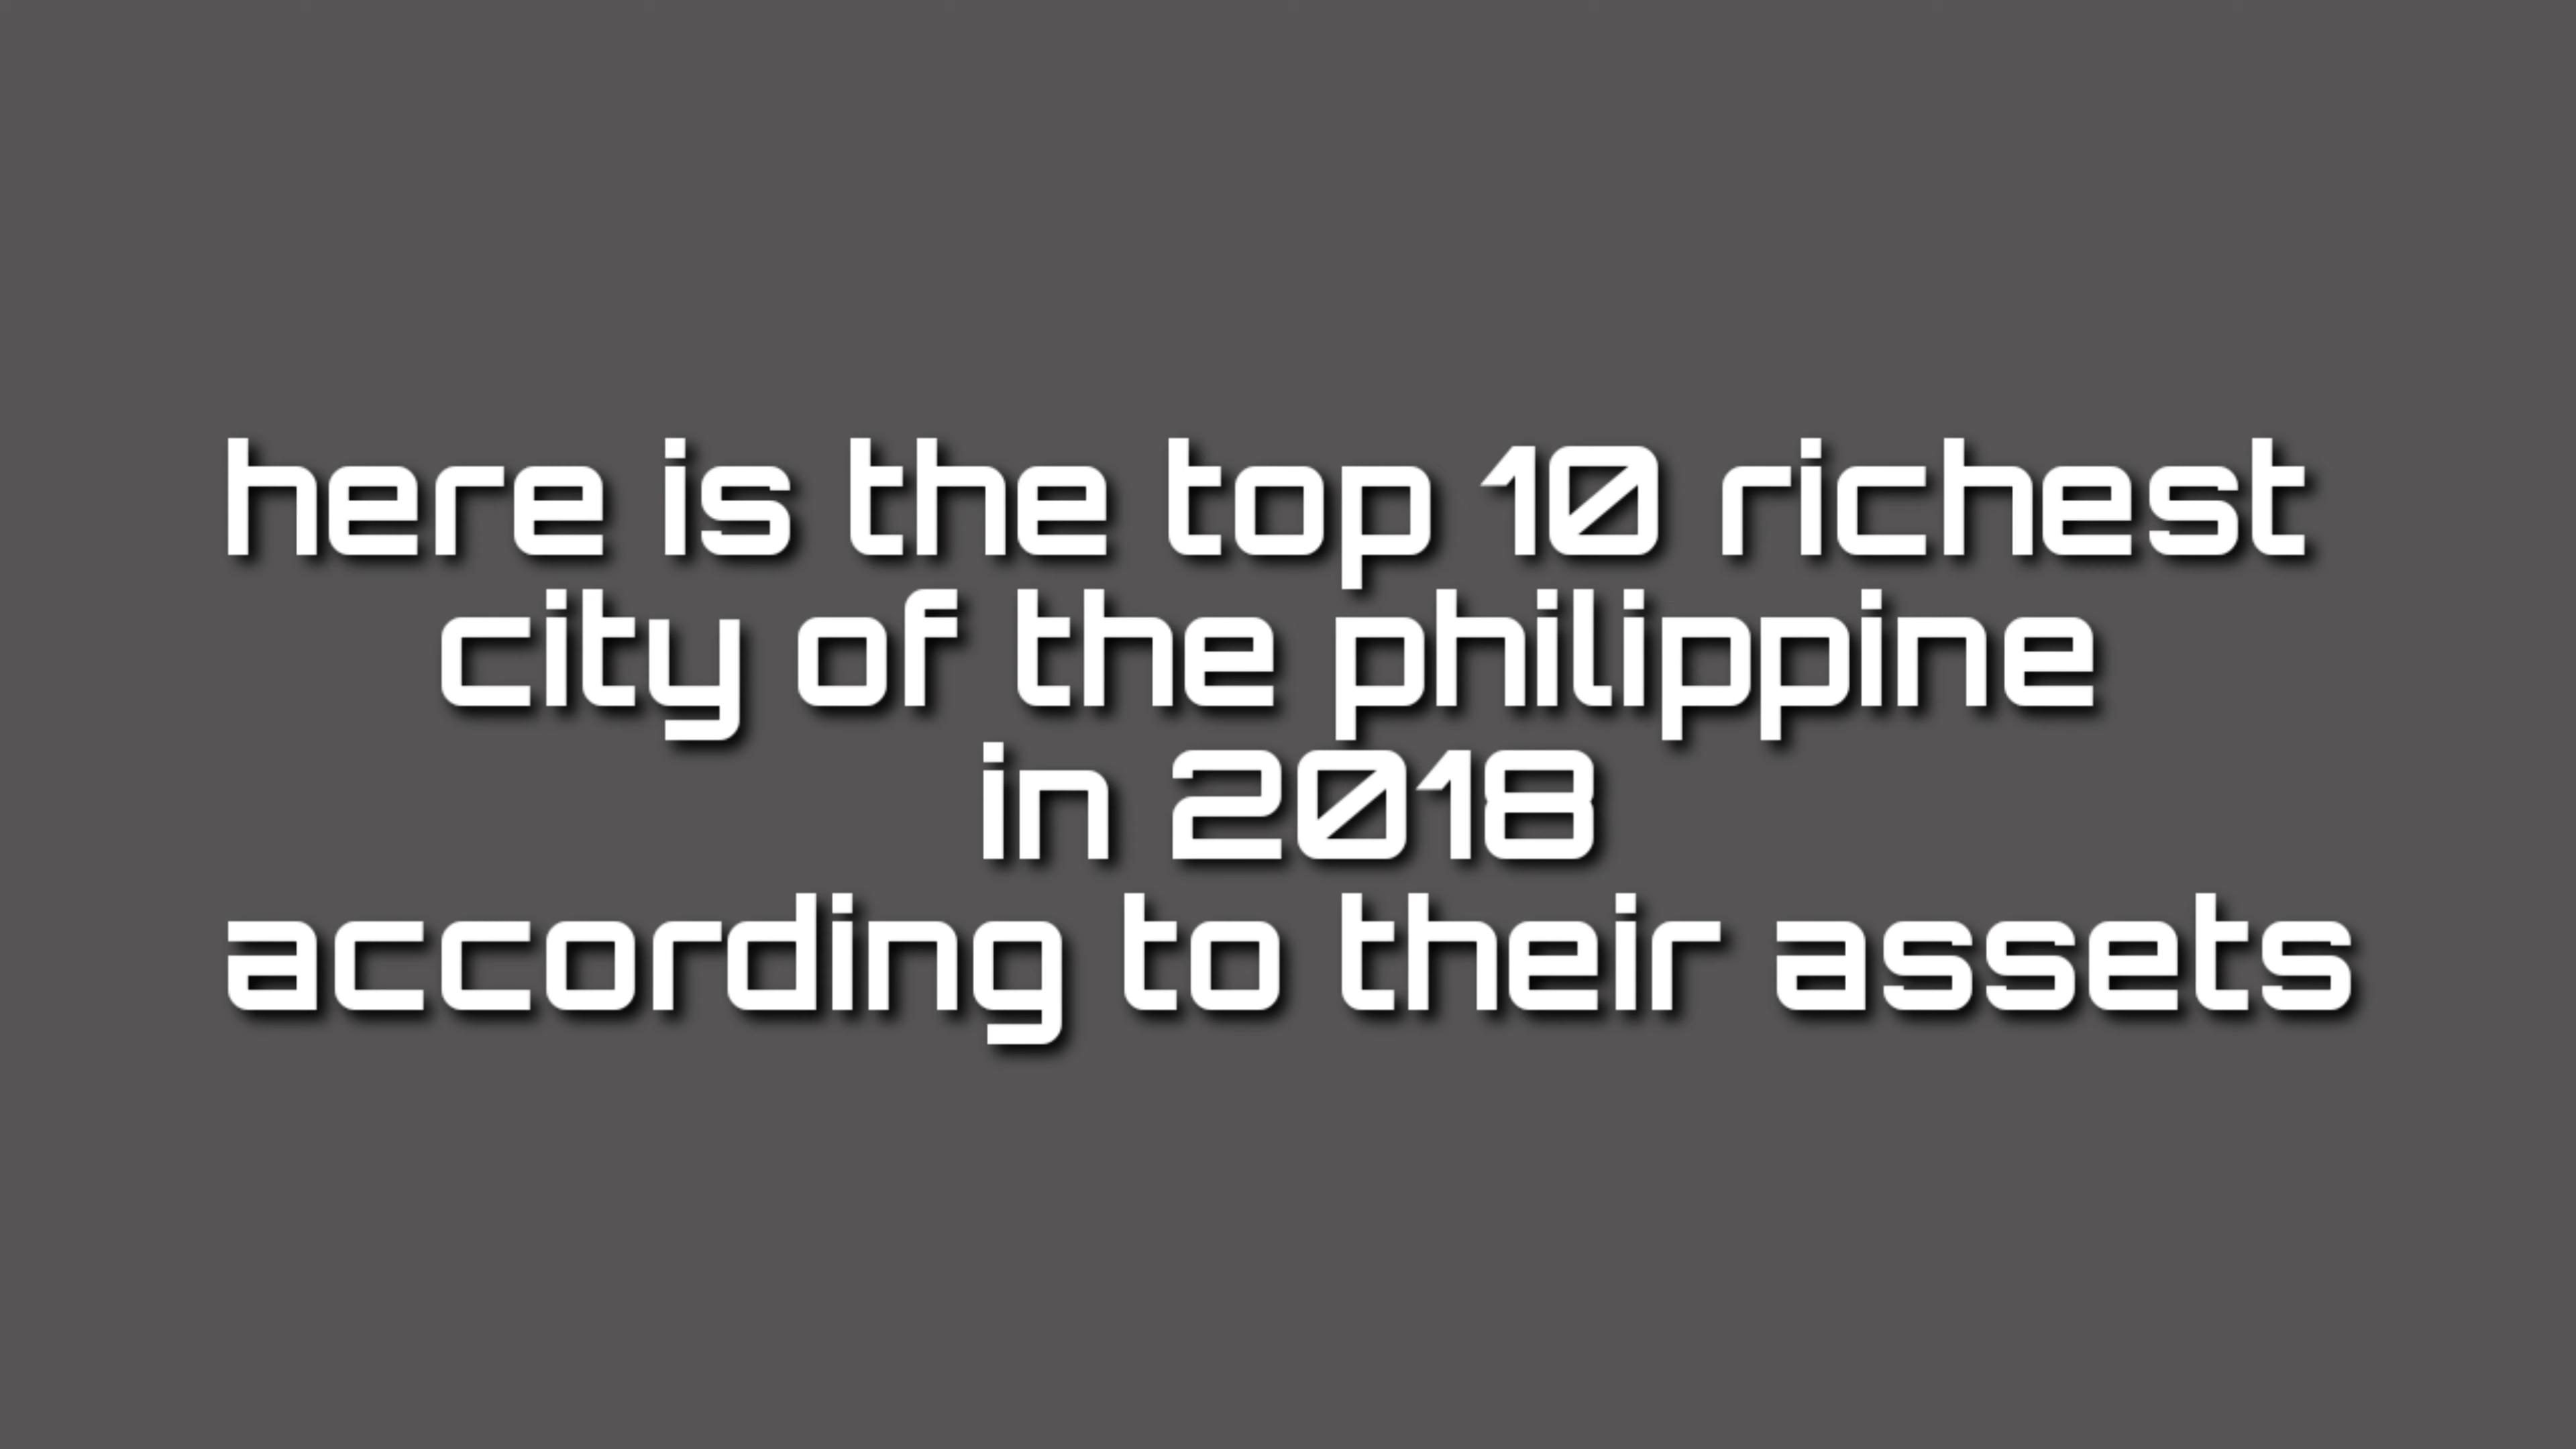 here is the top 10 richest
city of the philippine
in 2018
according to their assets